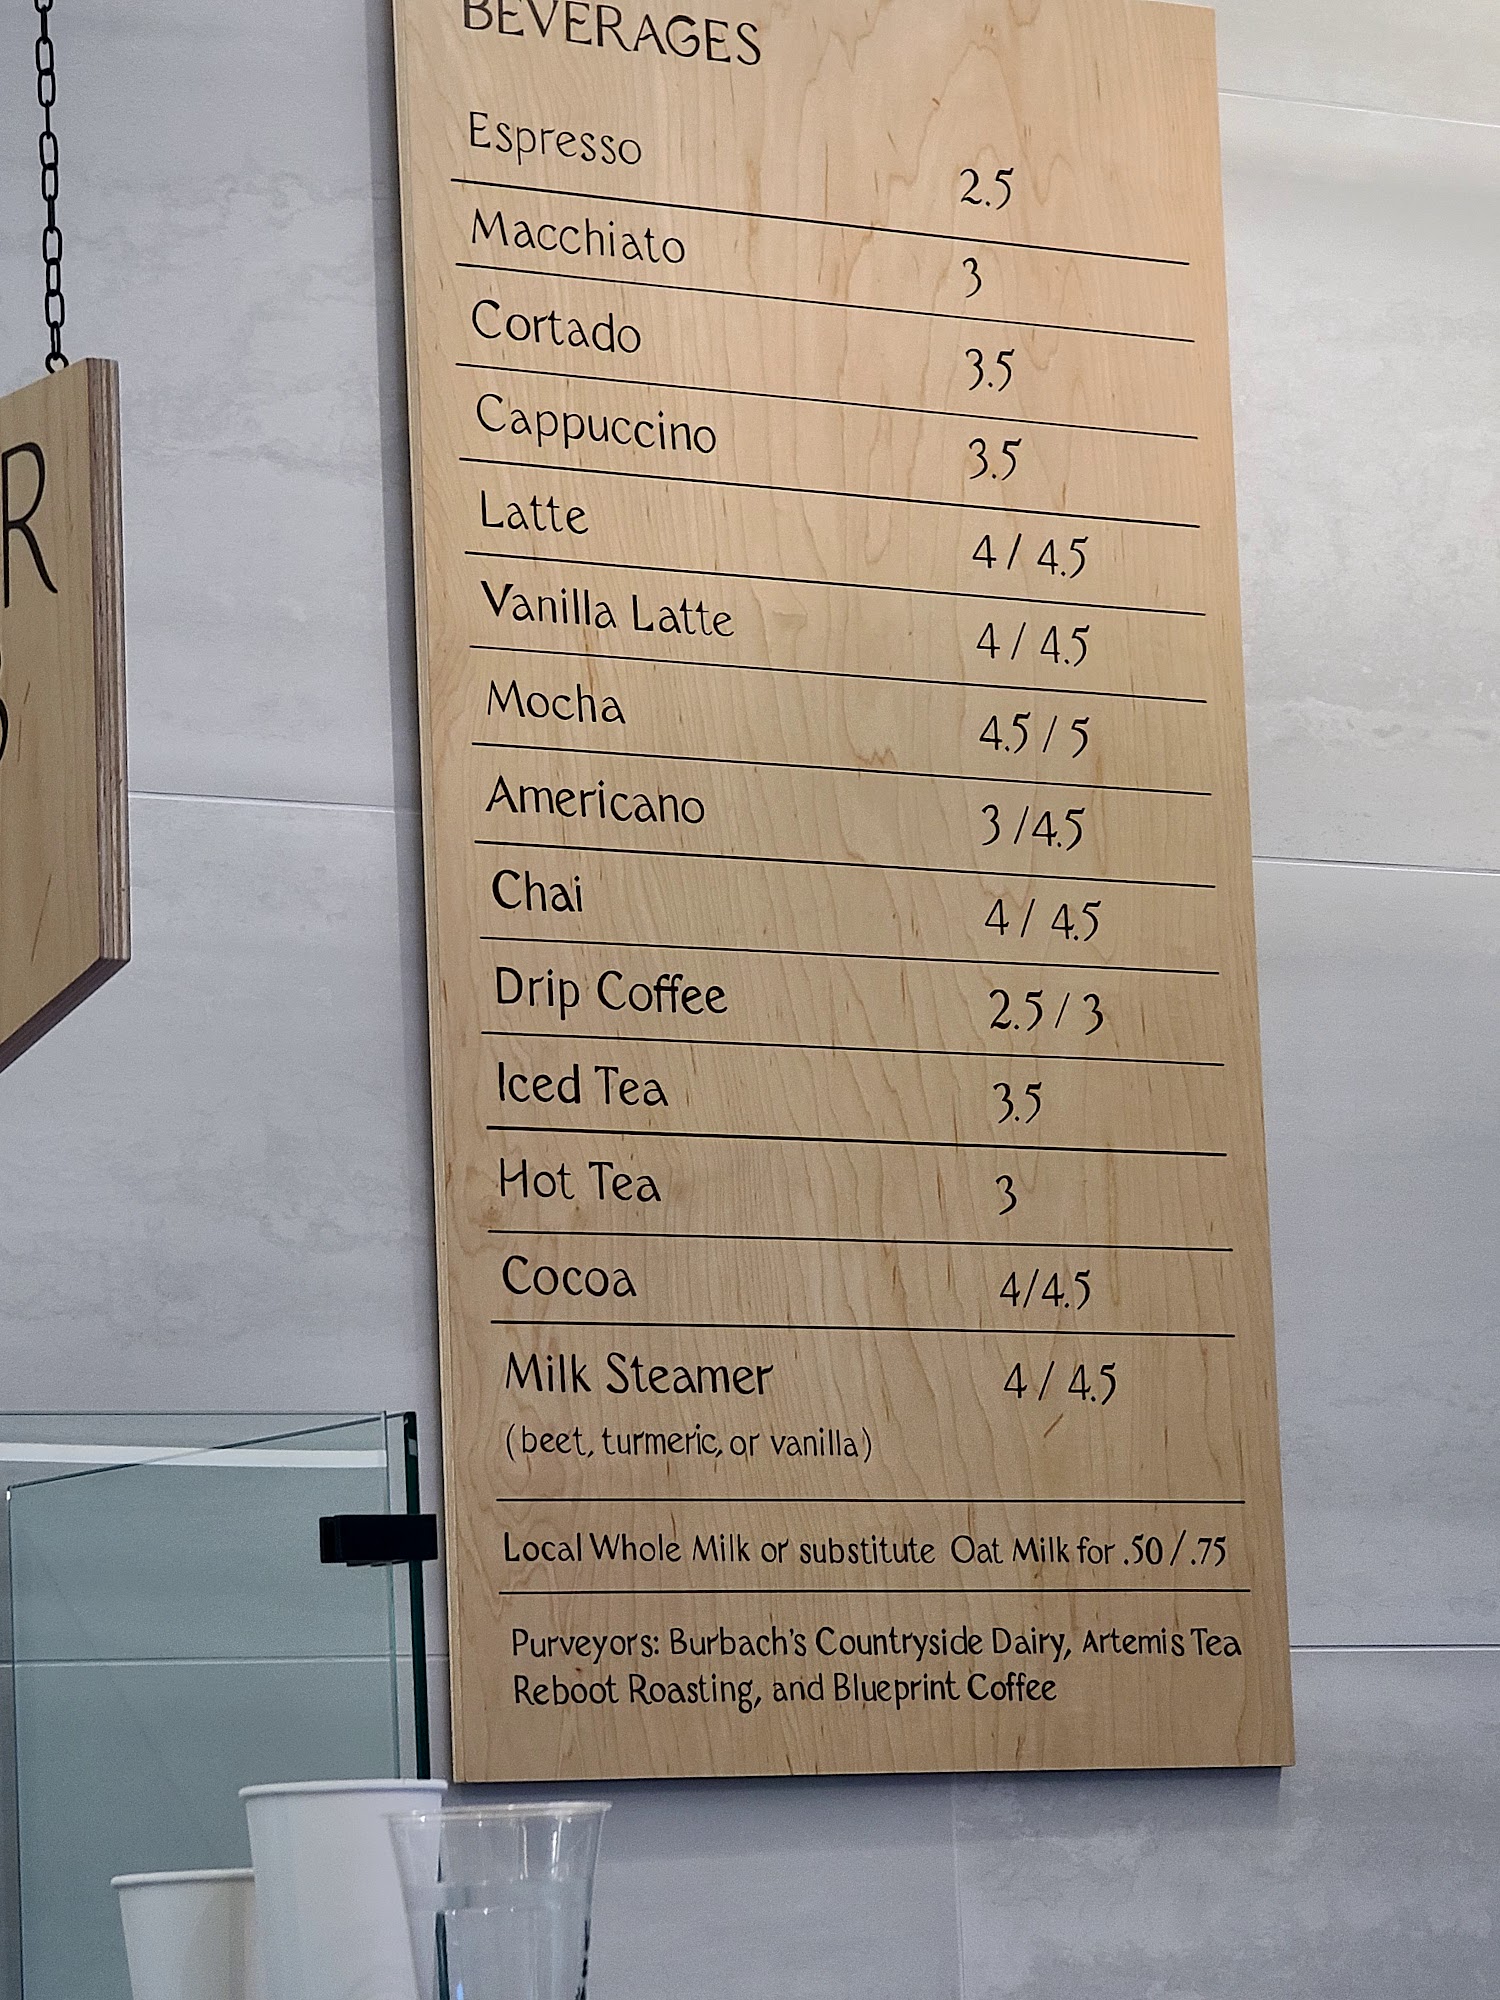 BEVERAGES
Espresso 2.5
Macchiato 3
Cortado 3.5
Cappuccino 3.5
Latte 4 / 4.5
Vanilla Latte 4 / 4.5
Mocha 4.5 / 5
Americano 3 / 4.5
Chai 4 / 4.5
Drip Coffee 2.5 / 3
Iced Tea 3.5
Hot Tea 3
Cocoa 4/4.5
Milk Steamer 4 / 4.5
(beet, turmeric, or vanilla)
Local Whole Milk or substitute Oat Milk for .50 / .75
Purveyors: Burbach's Countryside Dairy, Artemis Tea
Reboot Roasting, and Blueprint Coffee
R